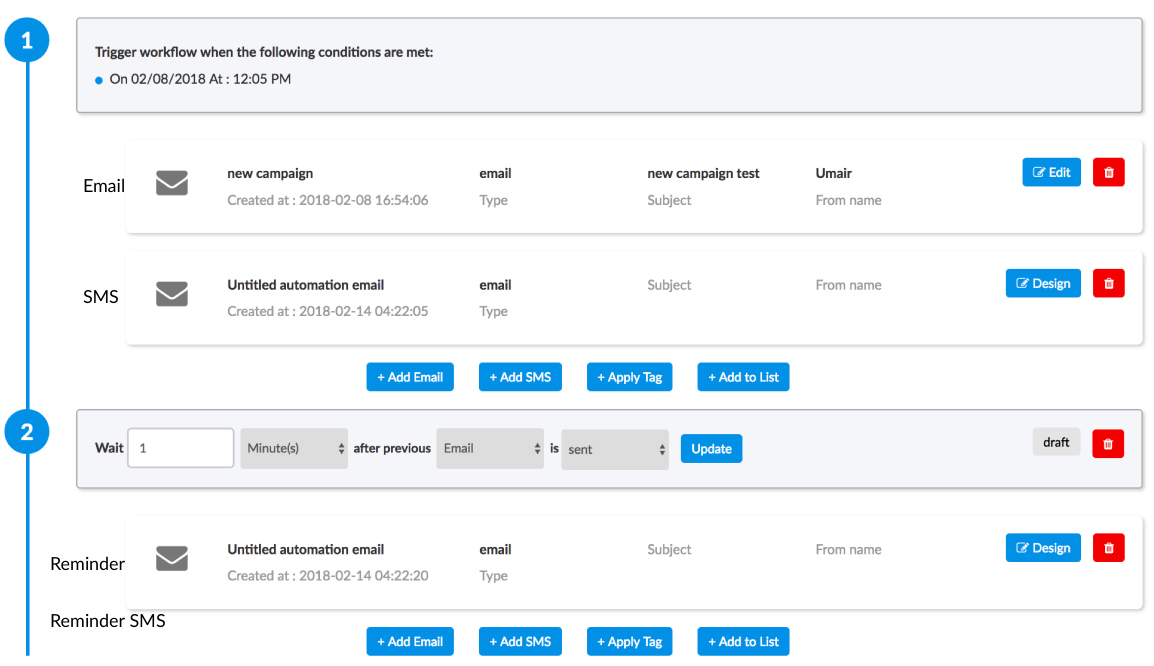 1
Trigger workflow when the following conditions are met:
On 02/08/2018 At : 12:05 PM
Email
new campaign email new campaign test Umair Edit
Created at : 2018-02-08 16:54:06 Type Subject From name
SMS
Untitled automation email email Subject From name Design
Created at : 2018-02-14 04:22:05 Type
+ Add Email + Add SMS + Apply Tag + Add to List
2
Wait 1 Minute(s) after previous Email is sent Update draft
Reminder
Untitled automation email email Subject From name Design
Created at : 2018-02-14 04:22:20 Type
Reminder SMS
+ Add Email + Add SMS + Apply Tag + Add to List